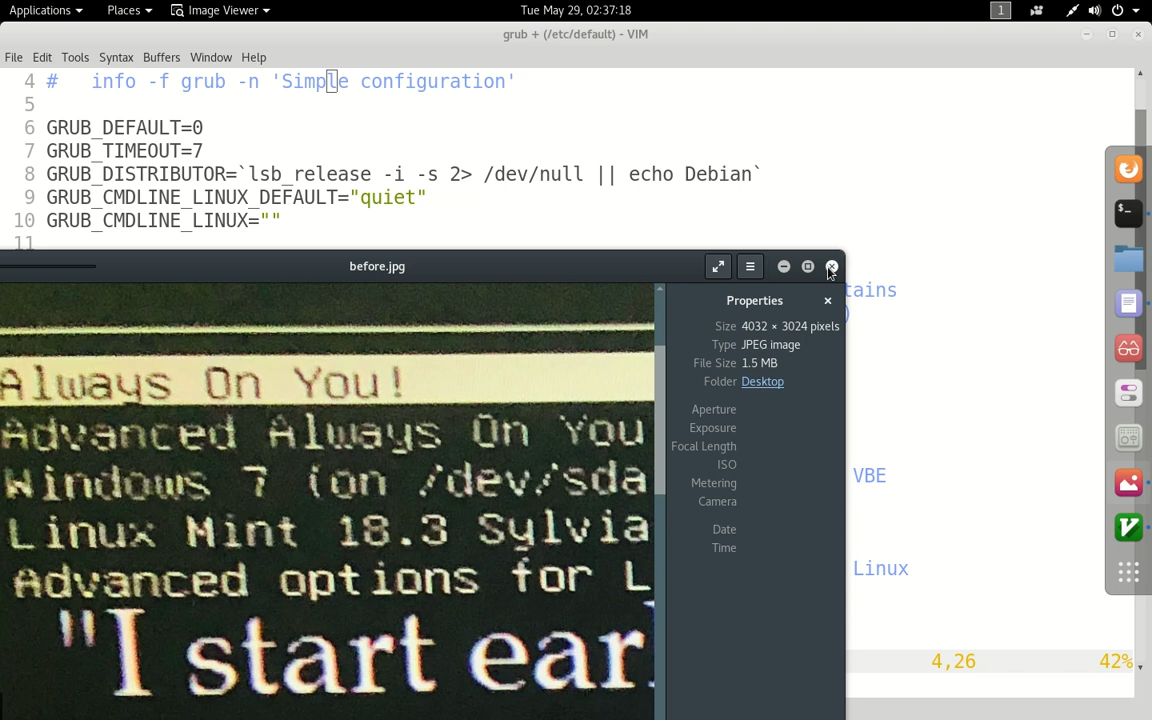 Applications Places Image Viewer Tue May 29, 02:37:18 1
grub + (/etc/default) - VIM
File Edit Tools Syntax Buffers Window Help
4 #   info -f grub -n 'Simple configuration'
5
6 GRUB_DEFAULT=0
7 GRUB_TIMEOUT=7
8 GRUB_DISTRIBUTOR=`lsb_release -i -s 2> /dev/null || echo Debian`
9 GRUB_CMDLINE_LINUX_DEFAULT="quiet"
10 GRUB_CMDLINE_LINUX=""
11
before.jpg
tains
)
Properties
Size 4032 × 3024 pixels
Type JPEG image
File Size 1.5 MB
Folder Desktop
Aperture
Exposure
Focal Length
ISO
Metering
Camera
Date
Time
Always On You!
Advanced Always On You
Windows 7 (on /dev/sda
Linux Mint 18.3 Sylvia
Advanced options for L
"I start ear
VBE
Linux
4,26 42%